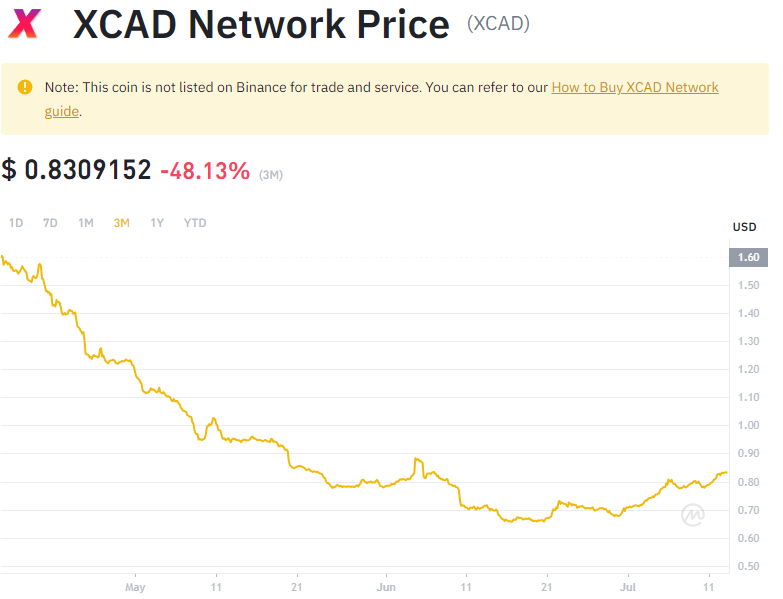 XCAD Network Price (XCAD)
Note: This coin is not listed on Binance for trade and service. You can refer to our How to Buy XCAD Network
guide.
$ 0.8309152 -48.13% (3M)
1D 7D 1M 3M 1Y YTD
USD
1.60
1.50
1.40
1.30
1.20
1.10
1.00
0.90
0.80
0.70
0.60
0.50
May 11 21 Jun 11 21 Jul 11